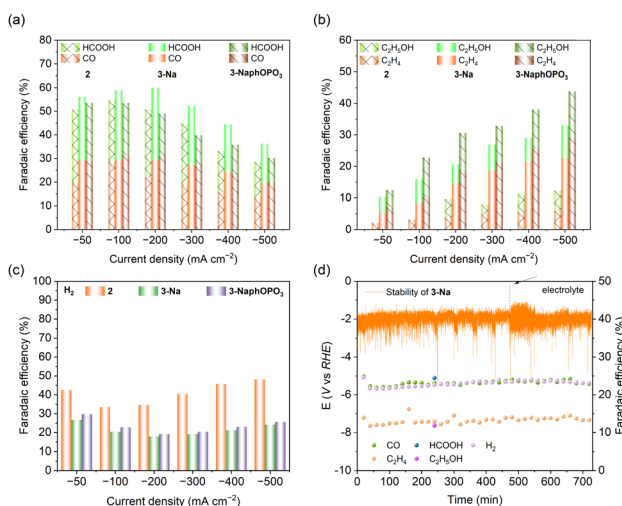 (a)
HCOOH HCOOH HCOOH
CO CO CO
2 3-Na 3-NaphOPO₃
80
70
60
50
40
30
20
10
0
Faradaic efficiency (%)
−50 −100 −200 −300 −400 −500
Current density (mA cm⁻²)
(b)
C₂H₅OH C₂H₅OH C₂H₅OH
C₂H₄ C₂H₄ C₂H₄
2 3-Na 3-NaphOPO₃
60
50
40
30
20
10
0
Faradaic efficiency (%)
−50 −100 −200 −300 −400 −500
Current density (mA cm⁻²)
(c)
H₂ 2 3-Na 3-NaphOPO₃
100
90
80
70
60
50
40
30
20
10
0
Faradaic efficiency (%)
−50 −100 −200 −300 −400 −500
Current density (mA cm⁻²)
(d)
Stability of 3-Na
electrolyte
0
−2
−4
−6
−8
−10
E (V vs RHE)
50
40
30
20
10
0
Faradaic efficiency (%)
CO HCOOH H₂
C₂H₄ C₂H₅OH
0 100 200 300 400 500 600 700
Time (min)